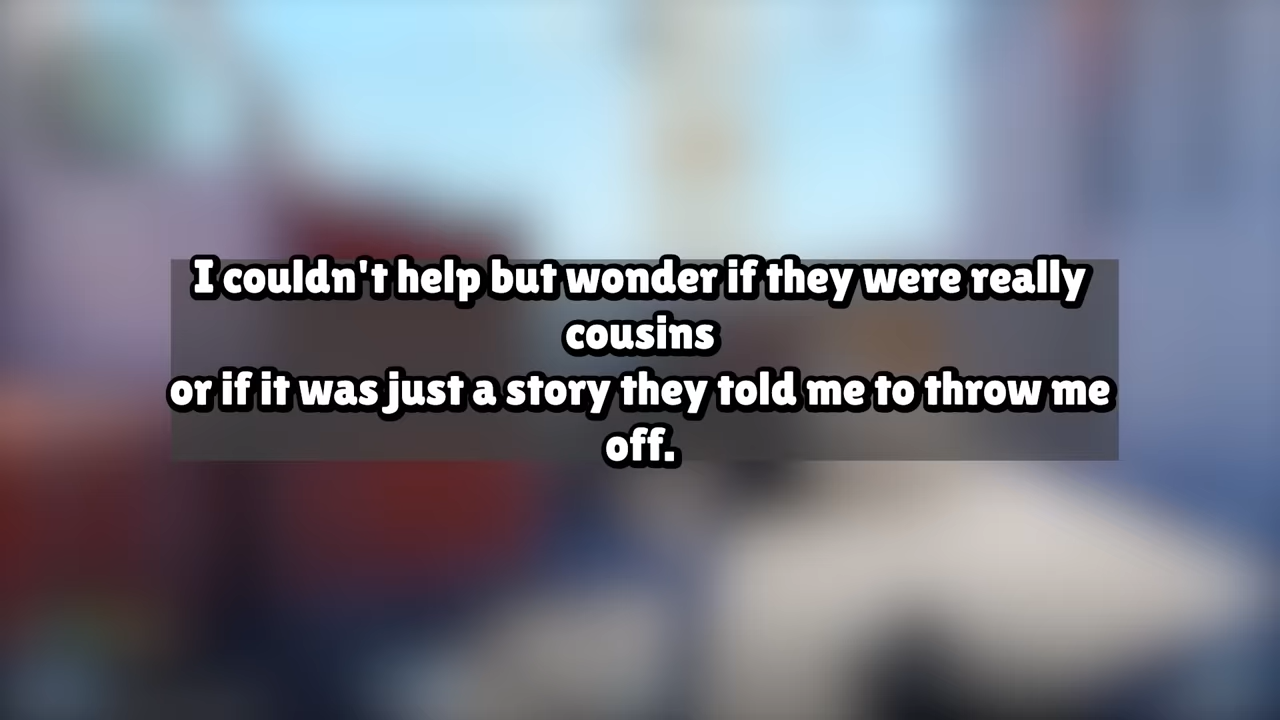 I couldn't help but wonder if they were really
cousins
or if it was just a story they told me to throw me
off.